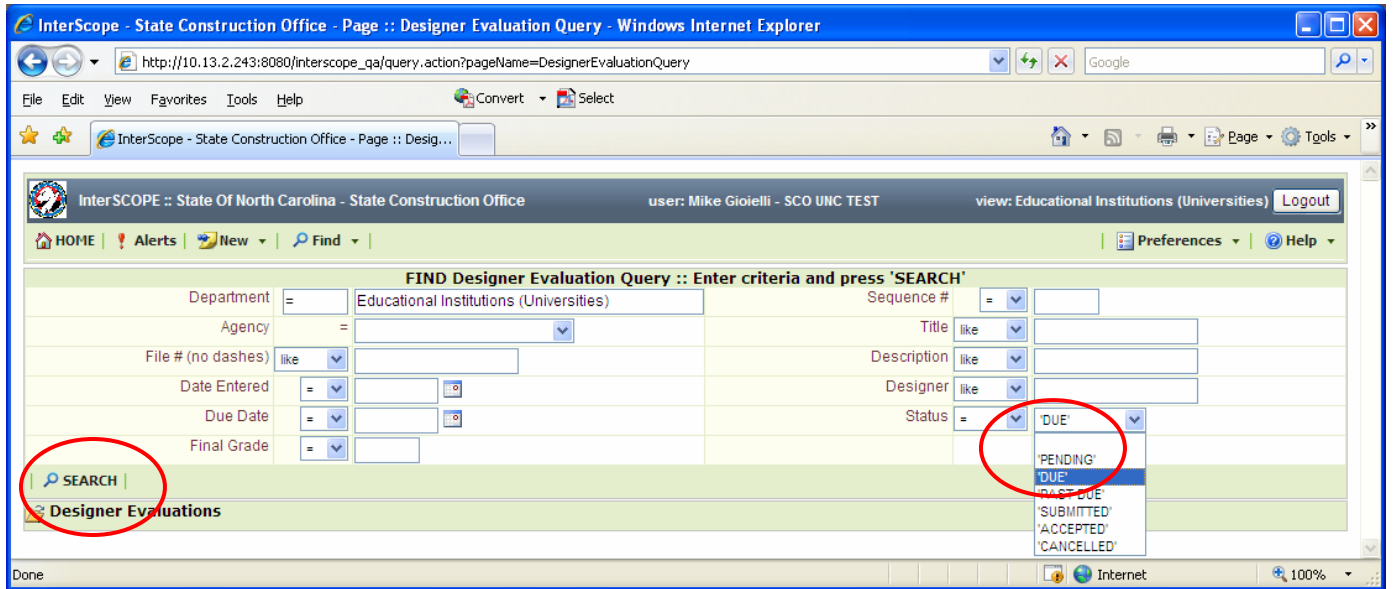 InterScope - State Construction Office - Page :: Designer Evaluation Query - Windows Internet Explorer
http://10.13.2.243:8080/interscope_qa/query.action?pageName=DesignerEvaluationQuery Google
File Edit View Favorites Tools Help Convert Select
InterScope - State Construction Office - Page :: Desig... Page Tools »
InterSCOPE :: State Of North Carolina - State Construction Office user: Mike Gioielli - SCO UNC TEST view: Educational Institutions (Universities) Logout
HOME | Alerts | New | Find | | Preferences | Help
FIND Designer Evaluation Query :: Enter criteria and press 'SEARCH'
Department = Educational Institutions (Universities) Sequence # =
Agency = Title like
File # (no dashes) like Description like
Date Entered = Designer like
Due Date = Status = 'DUE'
Final Grade =
'PENDING'
'DUE'
'PAST DUE'
'SUBMITTED'
'ACCEPTED'
'CANCELLED'
| SEARCH |
Designer Evaluations
Done Internet 100%